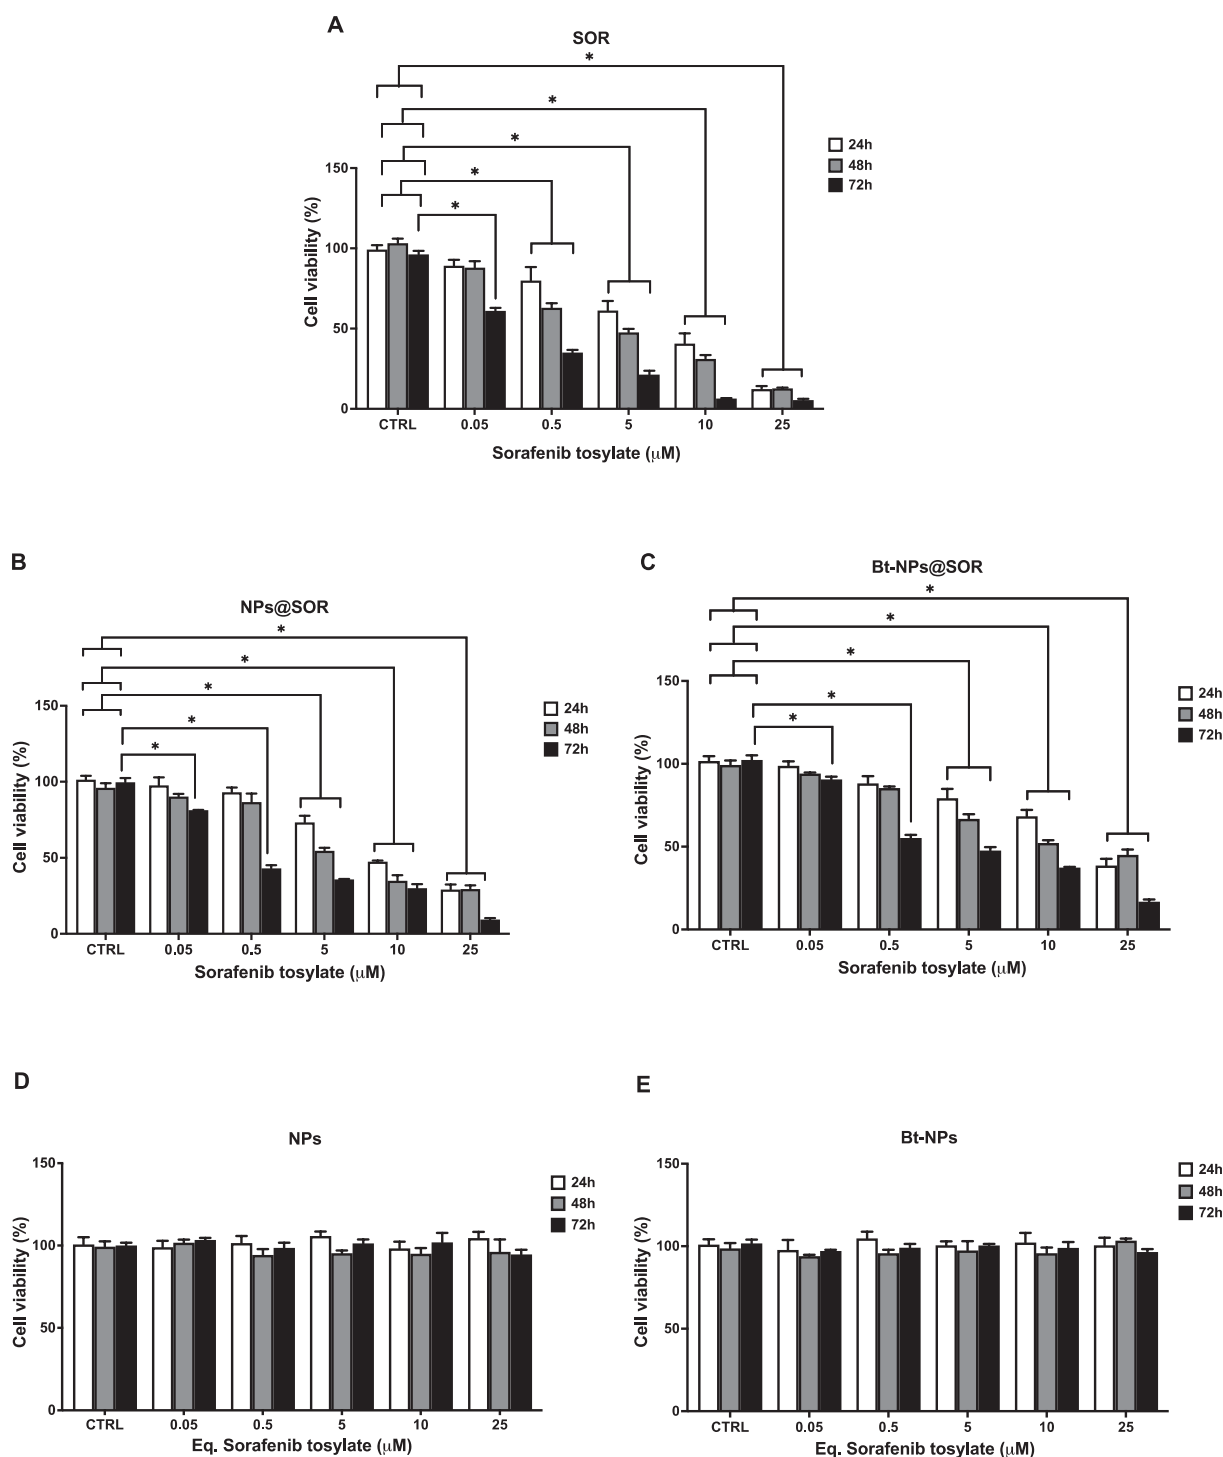 A
SOR
*
*
*
*
*
24h
48h
72h
Cell viability (%)
150
100
50
0
CTRL 0.05 0.5 5 10 25
Sorafenib tosylate (μM)
B
NPs@SOR
*
*
*
*
*
24h
48h
72h
Cell viability (%)
150
100
50
0
CTRL 0.05 0.5 5 10 25
Sorafenib tosylate (μM)
C
Bt-NPs@SOR
*
*
*
*
*
24h
48h
72h
Cell viability (%)
150
100
50
0
CTRL 0.05 0.5 5 10 25
Sorafenib tosylate (μM)
D
NPs
24h
48h
72h
Cell viability (%)
150
100
50
0
CTRL 0.05 0.5 5 10 25
Eq. Sorafenib tosylate (μM)
E
Bt-NPs
24h
48h
72h
Cell viability (%)
150
100
50
0
CTRL 0.05 0.5 5 10 25
Eq. Sorafenib tosylate (μM)